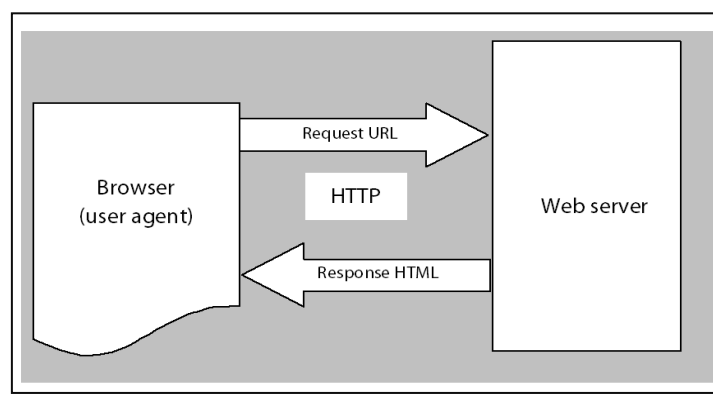 Request URL
Browser
(user agent)
HTTP
Web server
Response HTML